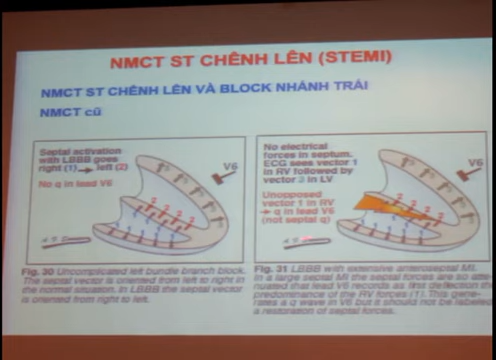 NMCT ST CHÊNH LÊN (STEMI)
NMCT ST CHÊNH LÊN VÀ BLOCK NHÁNH TRÁI
NMCT cũ
Septal activation
with LBBB goes
right (1) → left (2)
No q in lead V6
V6
No electrical
forces in septum.
ECG sees vector 1
in RV followed by
vector 2 in LV
Unopposed
vector 1 in RV
→ q in lead V6
(not septal q)
V6
Fig. 30 Uncomplicated left bundle branch block.
The septal vector is oriented from left to right in
the normal situation. In LBBB the septal vector
is oriented from right to left.
Fig. 31 LBBB with extensive anteroseptal MI.
In a large septal MI the septal forces are so atte-
nuated that lead V6 records as first deflection the
predominance of the RV forces (1). This gene-
rates a q wave in V6 but it should not be labeled
a restoration of septal forces.